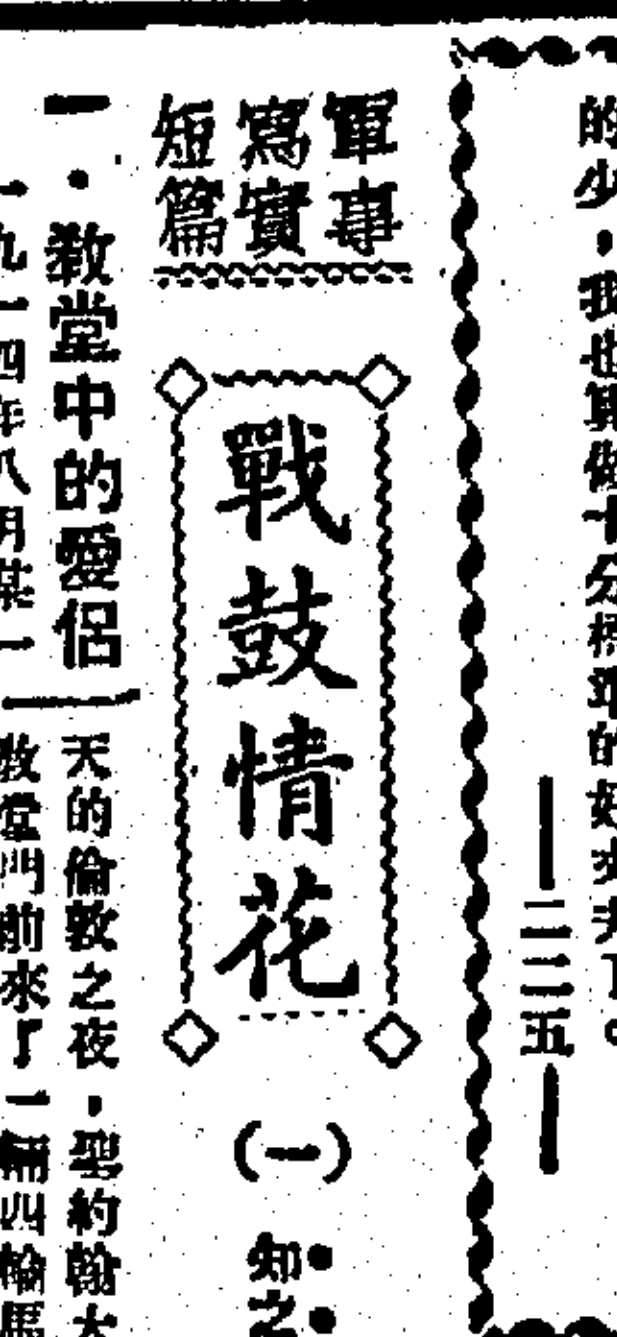 的少,我也算做十分標準的好丈夫了。
——二二五——
軍事
寫實
短篇
戰鼓情花
(一)
知之
一·教堂中的愛侶
一九一四年八月某一
天的倫敦之夜,聖約翰大
教堂門前來了一輛四輪馬